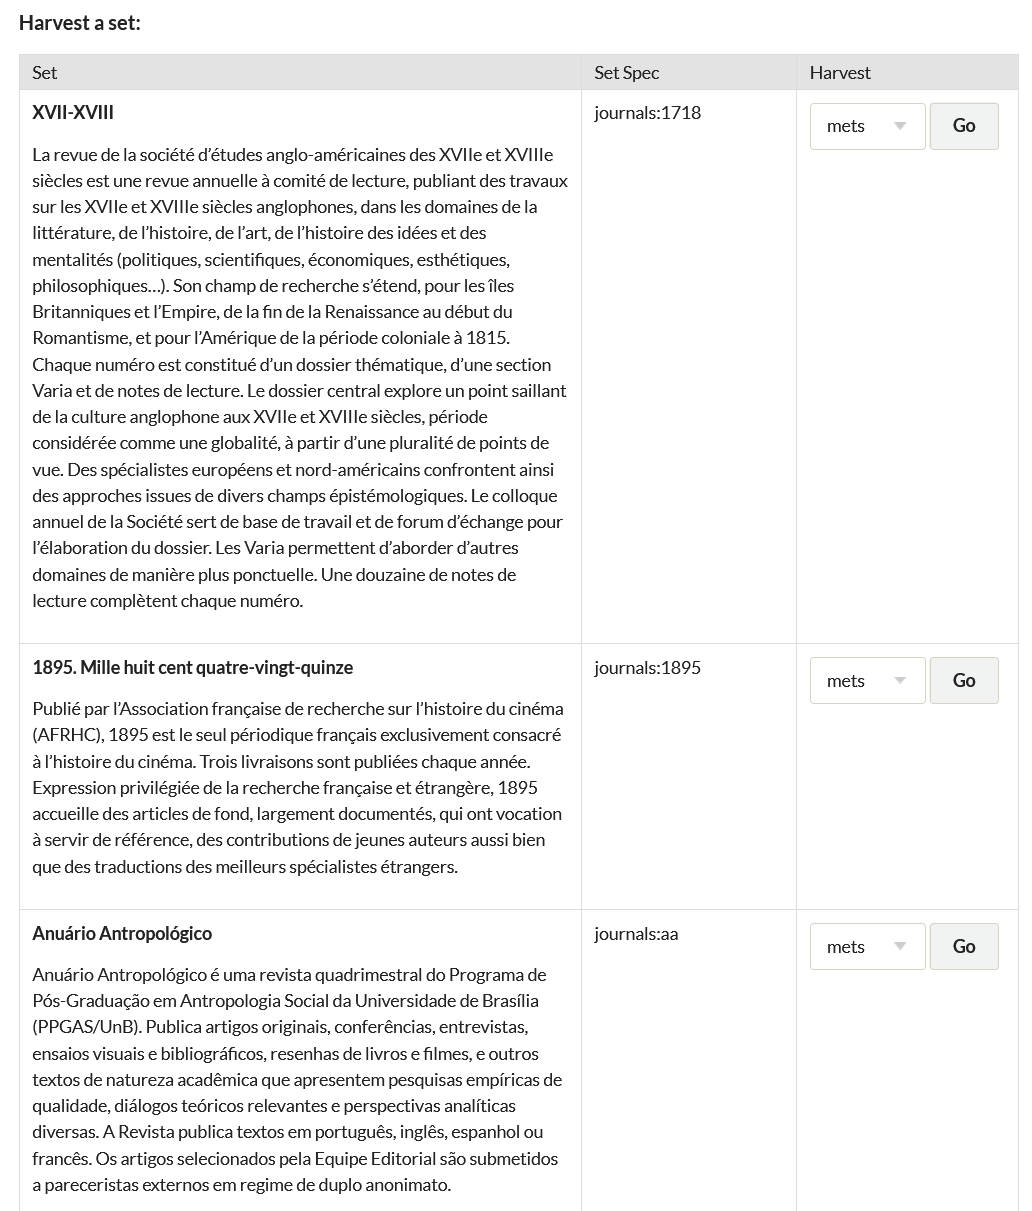 Harvest a set:
Set Set Spec Harvest
XVII-XVIII journals:1718 mets Go
La revue de la société d’études anglo-américaines des XVIIe et XVIIIe
siècles est une revue annuelle à comité de lecture, publiant des travaux
sur les XVIIe et XVIIIe siècles anglophones, dans les domaines de la
littérature, de l’histoire, de l’art, de l’histoire des idées et des
mentalités (politiques, scientifiques, économiques, esthétiques,
philosophiques…). Son champ de recherche s’étend, pour les îles
Britanniques et l’Empire, de la fin de la Renaissance au début du
Romantisme, et pour l’Amérique de la période coloniale à 1815.
Chaque numéro est constitué d’un dossier thématique, d’une section
Varia et de notes de lecture. Le dossier central explore un point saillant
de la culture anglophone aux XVIIe et XVIIIe siècles, période
considérée comme une globalité, à partir d’une pluralité de points de
vue. Des spécialistes européens et nord-américains confrontent ainsi
des approches issues de divers champs épistémologiques. Le colloque
annuel de la Société sert de base de travail et de forum d’échange pour
l’élaboration du dossier. Les Varia permettent d’aborder d’autres
domaines de manière plus ponctuelle. Une douzaine de notes de
lecture complètent chaque numéro.
1895. Mille huit cent quatre-vingt-quinze journals:1895 mets Go
Publié par l’Association française de recherche sur l’histoire du cinéma
(AFRHC), 1895 est le seul périodique français exclusivement consacré
à l’histoire du cinéma. Trois livraisons sont publiées chaque année.
Expression privilégiée de la recherche française et étrangère, 1895
accueille des articles de fond, largement documentés, qui ont vocation
à servir de référence, des contributions de jeunes auteurs aussi bien
que des traductions des meilleurs spécialistes étrangers.
Anuário Antropológico journals:aa mets Go
Anuário Antropológico é uma revista quadrimestral do Programa de
Pós-Graduação em Antropologia Social da Universidade de Brasília
(PPGAS/UnB). Publica artigos originais, conferências, entrevistas,
ensaios visuais e bibliográficos, resenhas de livros e filmes, e outros
textos de natureza acadêmica que apresentem pesquisas empíricas de
qualidade, diálogos teóricos relevantes e perspectivas analíticas
diversas. A Revista publica textos em português, inglês, espanhol ou
francês. Os artigos selecionados pela Equipe Editorial são submetidos
a pareceristas externos em regime de duplo anonimato.